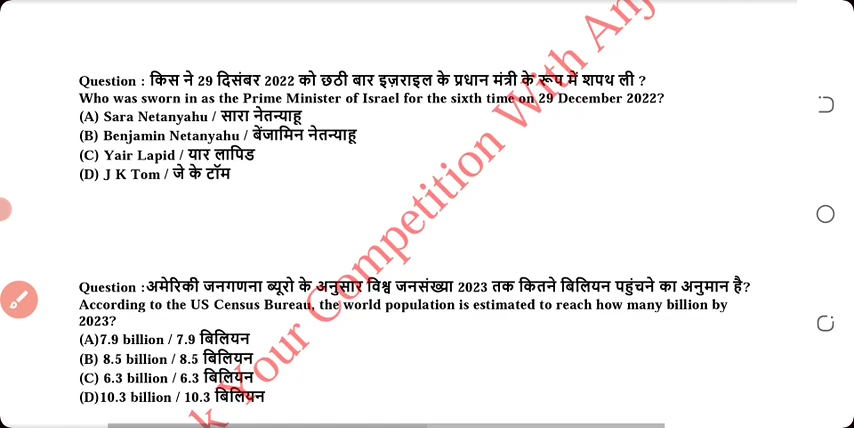 Question : किस ने 29 दिसंबर 2022 को छठी बार इज़राइल के प्रधान मंत्री के रूप में शपथ ली ?
Who was sworn in as the Prime Minister of Israel for the sixth time on 29 December 2022?
(A) Sara Netanyahu / सारा नेतन्याहू
(B) Benjamin Netanyahu / बेंजामिन नेतन्याहू
(C) Yair Lapid / यार लापिड
(D) J K Tom / जे के टॉम
k Your Competition With
Question :अमेरिकी जनगणना ब्यूरो के अनुसार विश्व जनसंख्या 2023 तक कितने बिलियन पहुंचने का अनुमान है?
According to the US Census Bureau, the world population is estimated to reach how many billion by
2023?
(A)7.9 billion / 7.9 बिलियन
(B) 8.5 billion / 8.5 बिलियन
(C) 6.3 billion / 6.3 बिलियन
(D)10.3 billion / 10.3 बिलियन